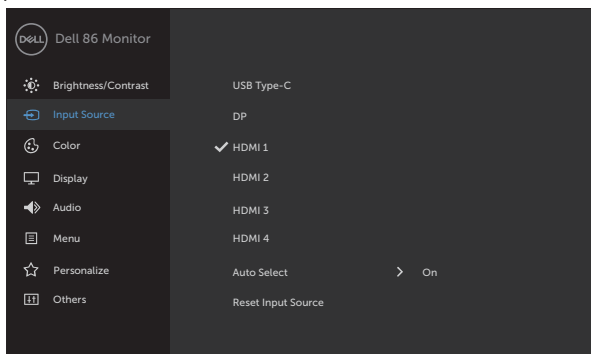 DELL
Dell 86 Monitor
Brightness/Contrast
Input Source
Color
Display
Audio
Menu
Personalize
Others
USB Type-C
DP
HDMI 1
HDMI 2
HDMI 3
HDMI 4
Auto Select > On
Reset Input Source